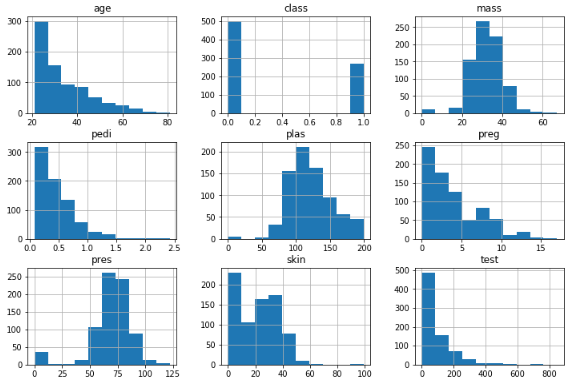 age class mass
300 500 250
200 400 200
300 150
100 200 100
100 50
0 0 0
20 40 60 80 0.0 0.2 0.4 0.6 0.8 1.0 0 20 40 60
pedi plas preg
300 200 250
200 150 200
100 150
100 50 100
50
0 0 0
0.0 0.5 1.0 1.5 2.0 2.5 0 50 100 150 200 0 5 10 15
pres skin test
250 200 500
200 150 400
150 300
100 100 200
50 50 100
0 0 0
0 25 50 75 100 125 0 20 40 60 80 100 0 200 400 600 800